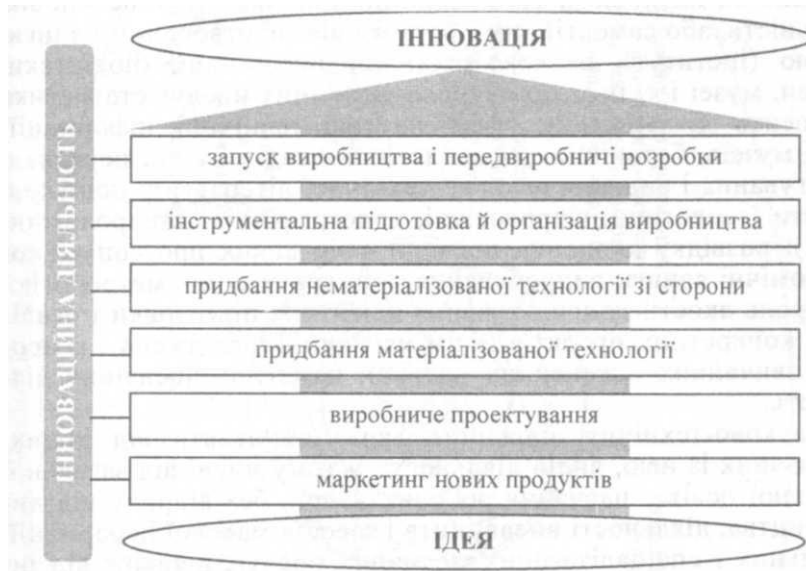 ІННОВАЦІЯ
ІННОВАЦІЙНА ДІЯЛЬНІСТЬ
запуск виробництва і передвиробничі розробки
інструментальна підготовка й організація виробництва
придбання нематеріалізованої технології зі сторони
придбання матеріалізованої технології
виробниче проектування
маркетинг нових продуктів
ІДЕЯ